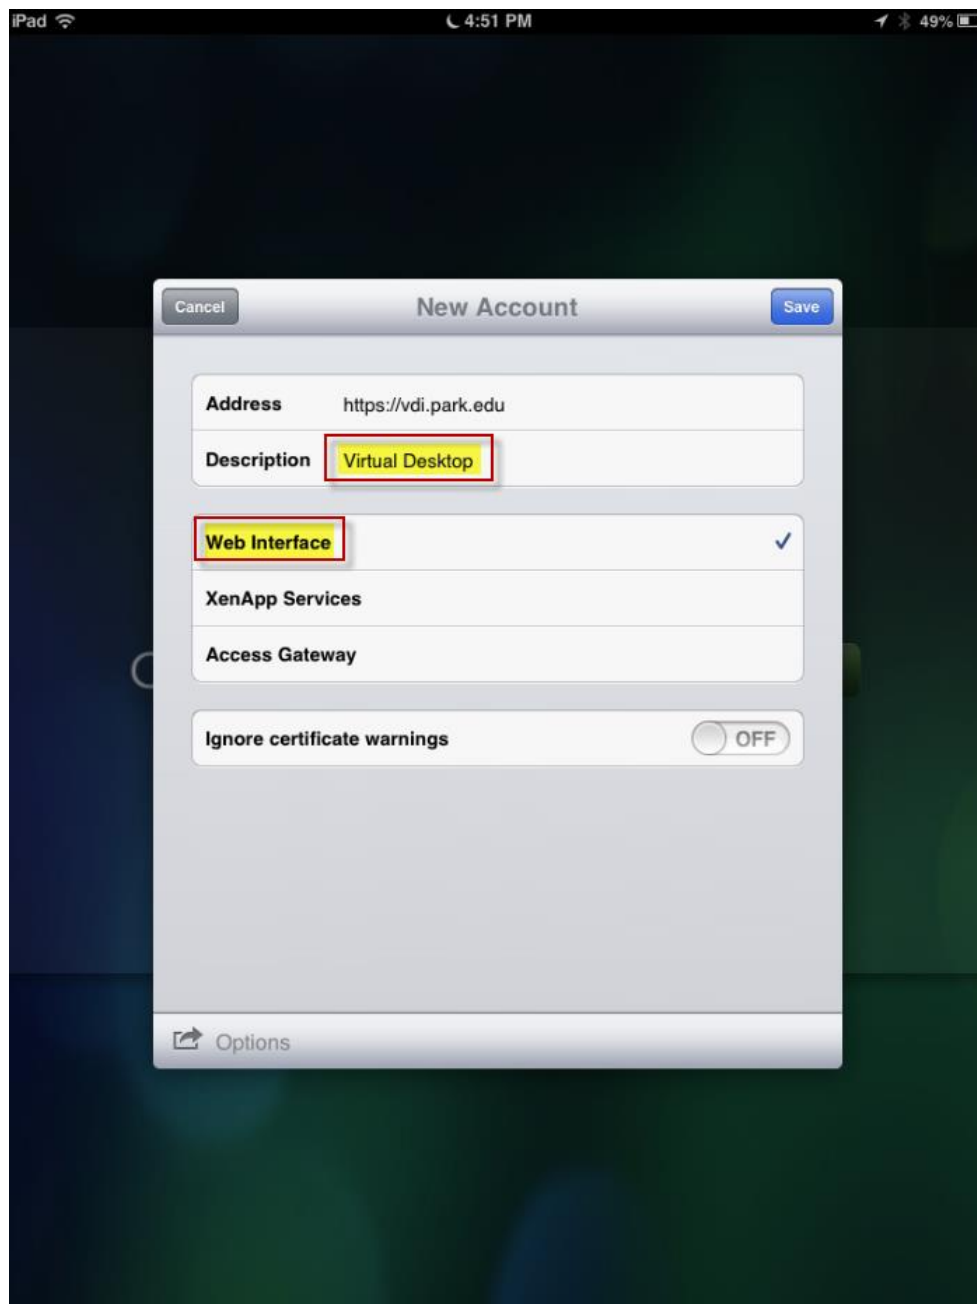 iPad 4:51 PM 49%
Cancel New Account Save
Address https://vdi.park.edu
Description Virtual Desktop
Web Interface
XenApp Services
Access Gateway
Ignore certificate warnings OFF
Options